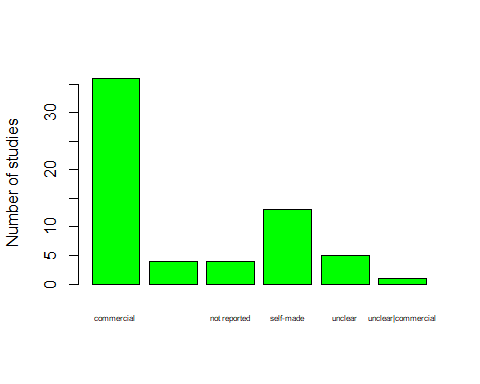 Number of studies
30
20
10
5
0
commercial
not reported
self-made
unclear
unclear|commercial